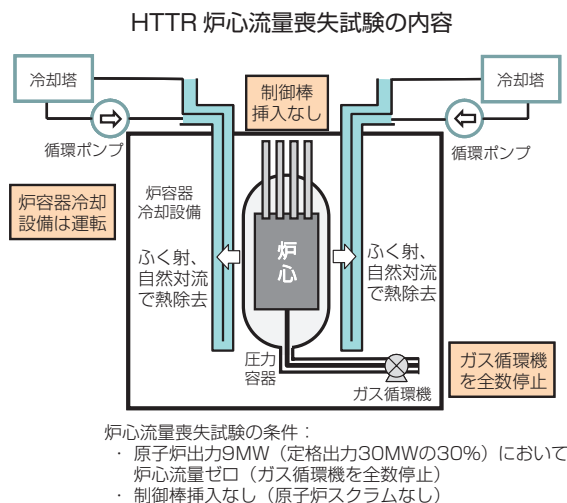 HTTR 炉心流量喪失試験の内容
冷却塔
冷却塔
制御棒
挿入なし
循環ポンプ
循環ポンプ
炉容器冷却
設備は運転
炉容器
冷却設備
ふく射、
自然対流
で熱除去
炉心
ふく射、
自然対流
で熱除去
圧力
容器
ガス循環機
ガス循環機
を全数停止
炉心流量喪失試験の条件：
・ 原子炉出力9MW（定格出力30MWの30%）において
炉心流量ゼロ（ガス循環機を全数停止）
・ 制御棒挿入なし（原子炉スクラムなし）